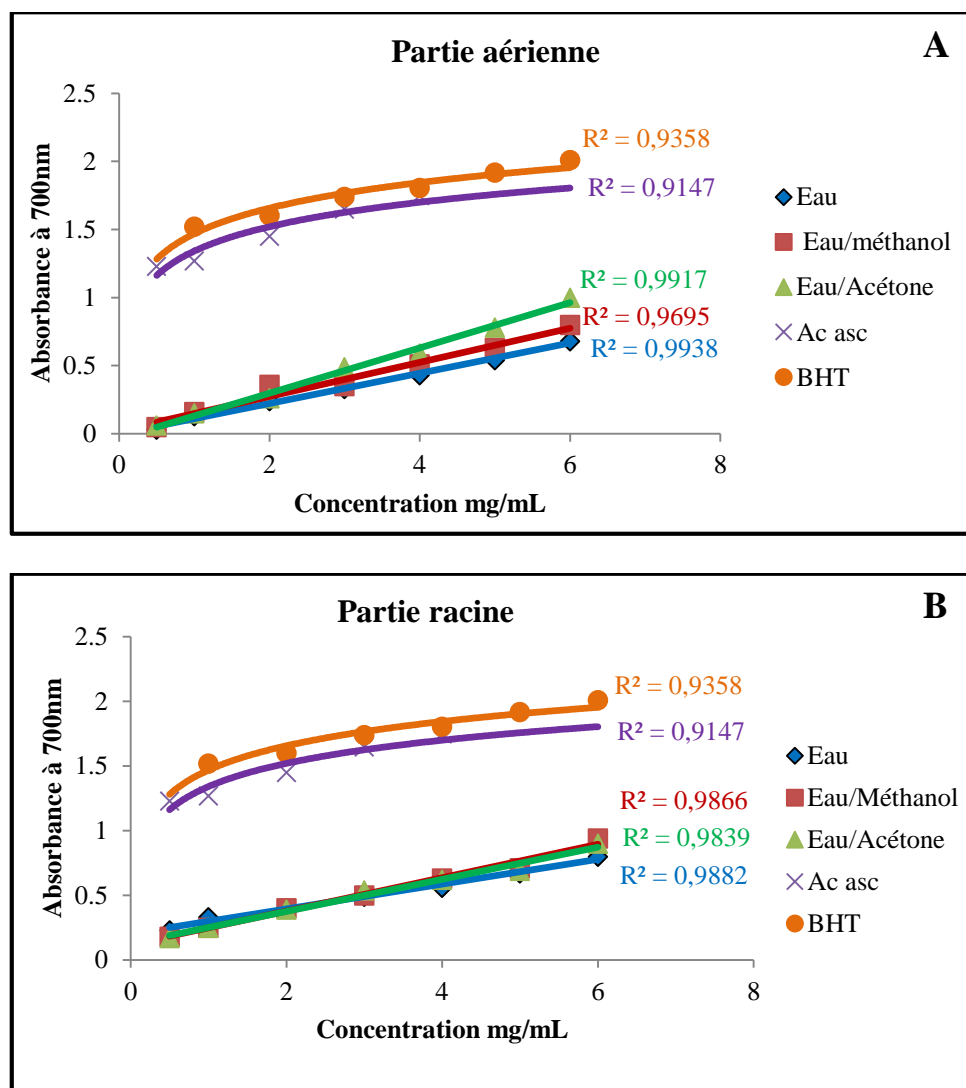 Partie aérienne
A
2.5
2
1.5
1
0.5
0
0
2
4
6
8
Absorbance à 700nm
Concentration mg/mL
R² = 0,9358
R² = 0,9147
R² = 0,9917
R² = 0,9695
R² = 0,9938
Eau
Eau/méthanol
Eau/Acétone
Ac asc
BHT
Partie racine
B
2.5
2
1.5
1
0.5
0
0
2
4
6
8
Absorbance à 700nm
Concentration mg/mL
R² = 0,9358
R² = 0,9147
R² = 0,9866
R² = 0,9839
R² = 0,9882
Eau
Eau/Méthanol
Eau/Acétone
Ac asc
BHT